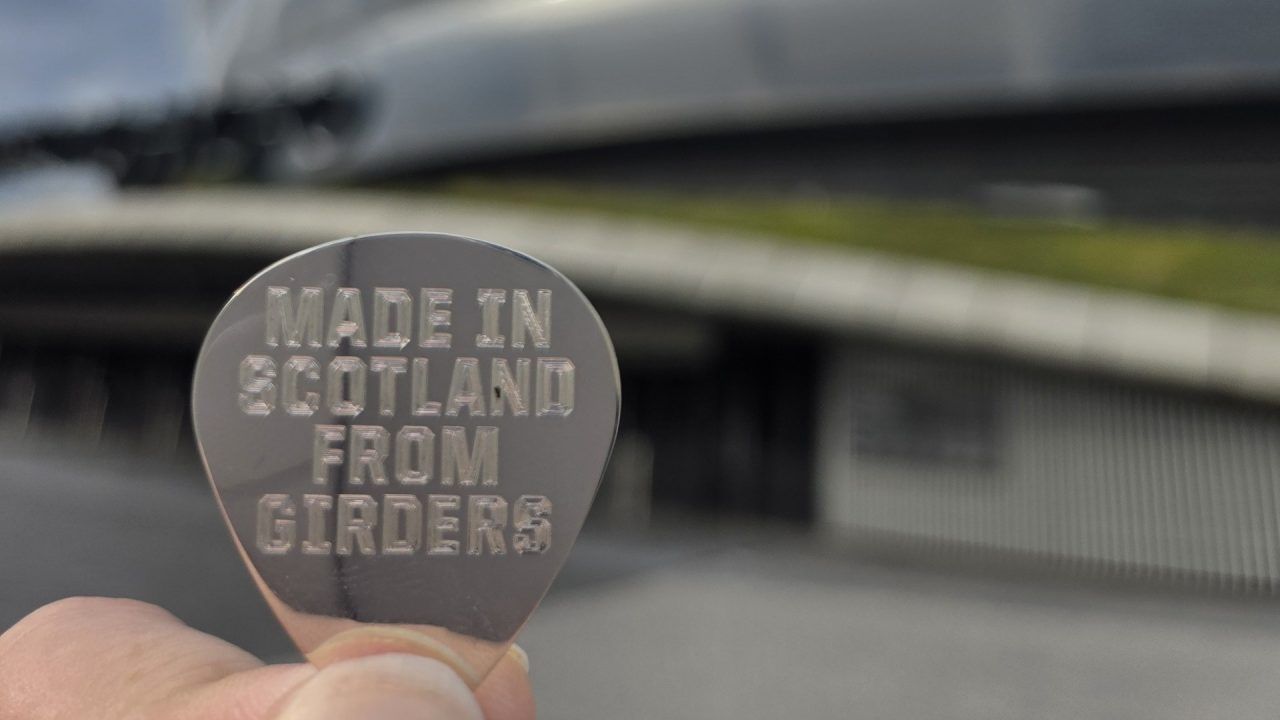 MADE IN
SCOTLAND
FROM
GIRDERS